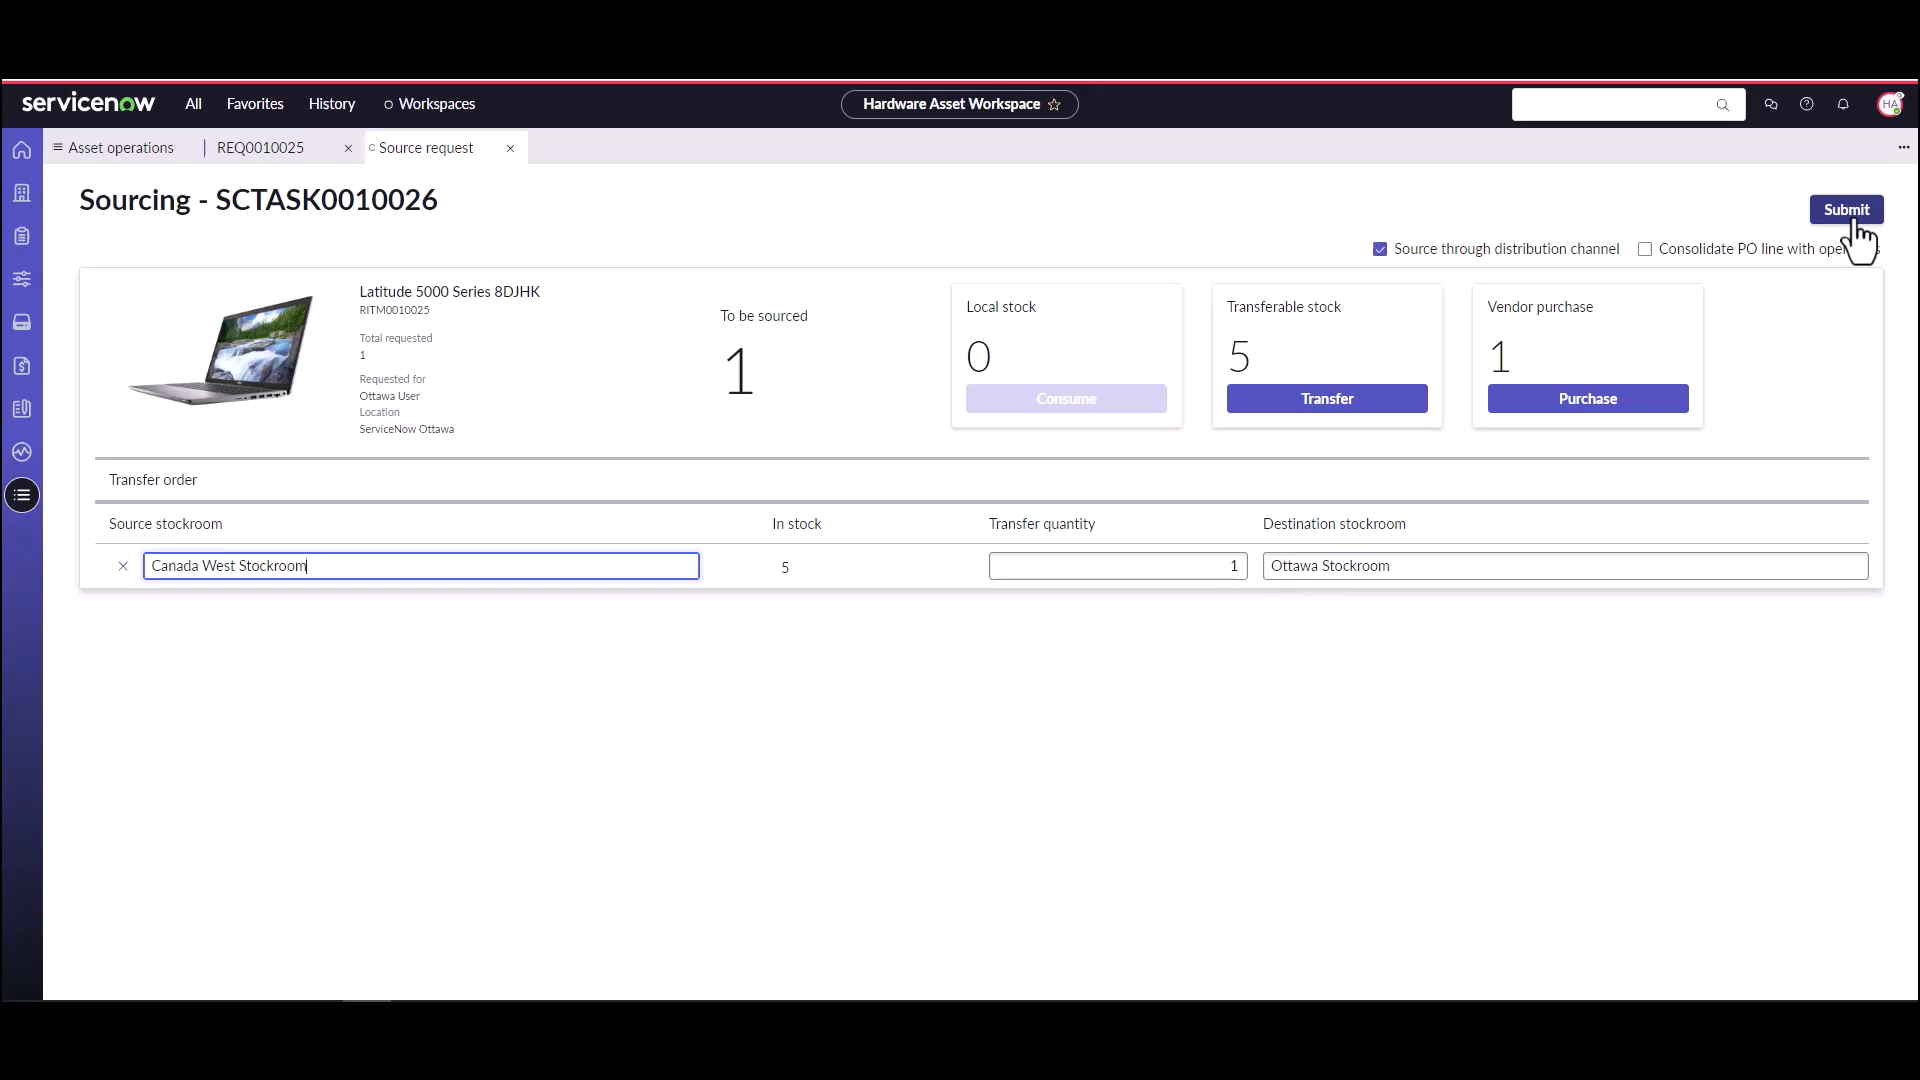 servicenow
All
Favorites
History
Workspaces
Hardware Asset Workspace
HA
Asset operations
REQ0010025
Source request
Sourcing - SCTASK0010026
Submit
Source through distribution channel
Consolidate PO line with
Latitude 5000 Series 8DJHK
RITM0010025
Total requested
1
Requested for
Ottawa User
Location
ServiceNow Ottawa
To be sourced
1
Local stock
0
Consume
Transferable stock
5
Transfer
Vendor purchase
1
Purchase
Transfer order
Source stockroom
In stock
Transfer quantity
Destination stockroom
Canada West Stockroom
5
1
Ottawa Stockroom